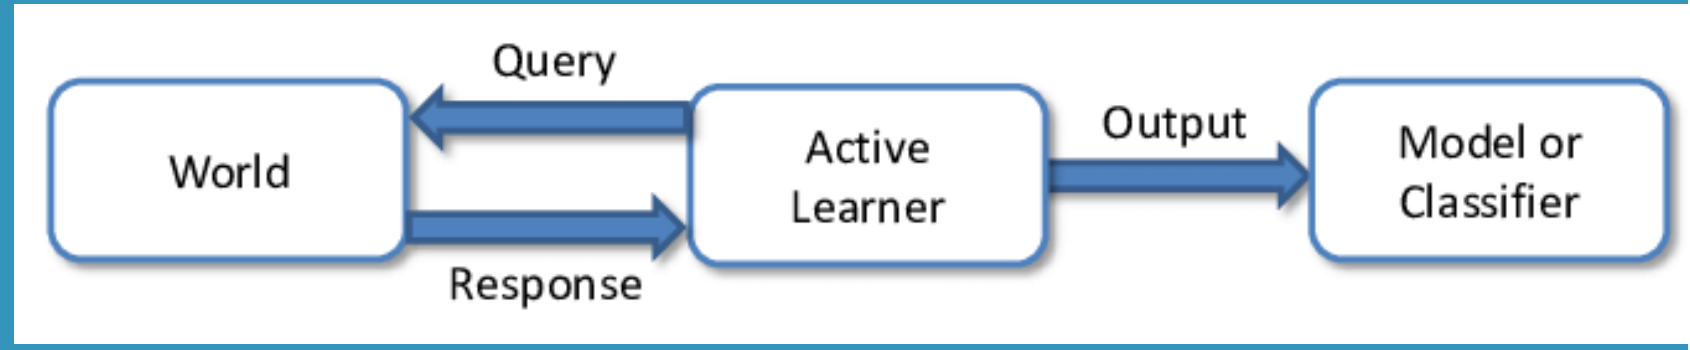 Query
World
Response
Active
Learner
Output
Model or
Classifier